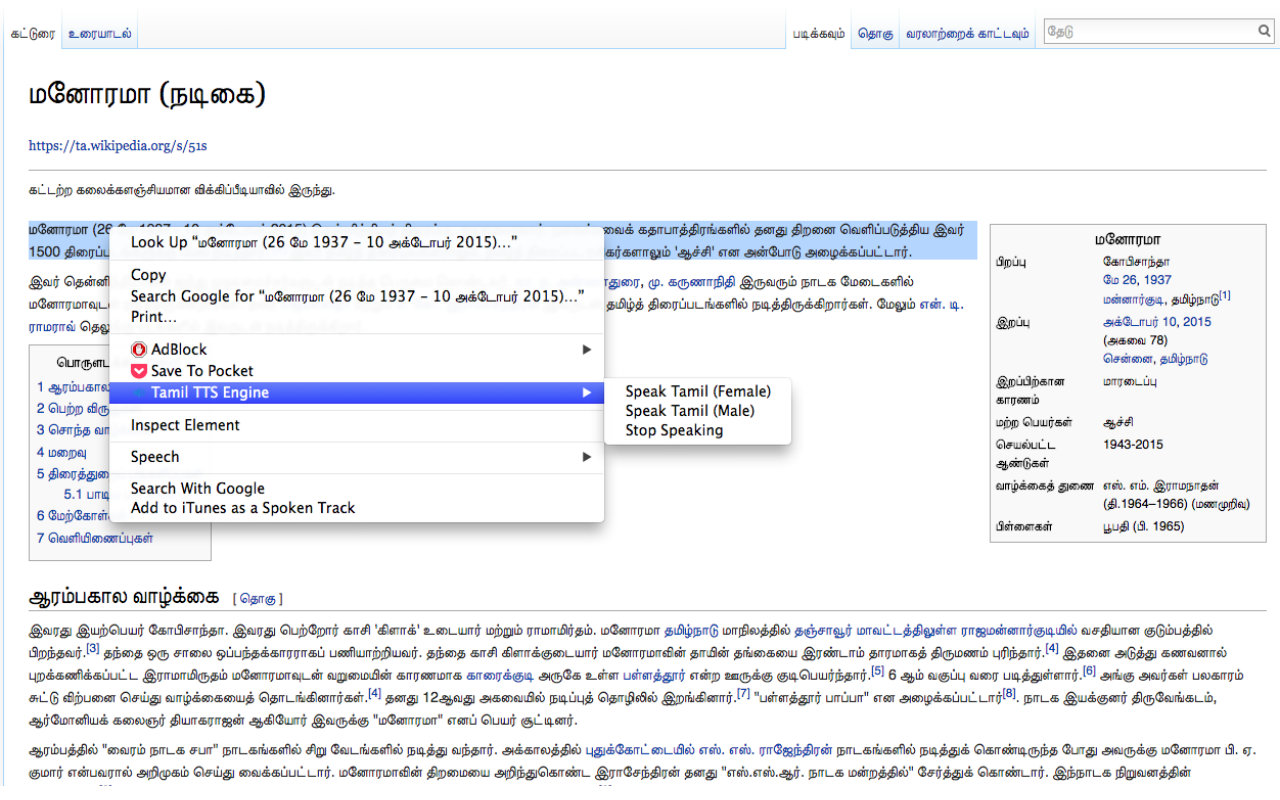 கட்டுரை உரையாடல் படிக்கவும் தொகு வரலாற்றைக் காட்டவும் தேடு
மனோரமா (நடிகை)
https://ta.wikipedia.org/s/51s
கட்டற்ற கலைக்களஞ்சியமான விக்கிப்பீடியாவில் இருந்து.
மனோரமா (26 வைக் கதாபாத்திரங்களில் தனது திறனை வெளிப்படுத்திய இவர்
1500 திரைப்ப கர்களாலும் 'ஆச்சி' என அன்போடு அழைக்கப்பட்டார்.
இவர் தென்னி ாதுரை, மு. கருணாநிதி இருவரும் நாடக மேடைகளில்
மனோரமாவுட தமிழ்த் திரைப்படங்களில் நடித்திருக்கிறார்கள். மேலும் என். டி.
ராமராவ் தெலு
Look Up "மனோரமா (26 மே 1937 – 10 அக்டோபர் 2015)..."
Copy
Search Google for "மனோரமா (26 மே 1937 – 10 அக்டோபர் 2015)..."
Print...
AdBlock
Save To Pocket
Tamil TTS Engine
Inspect Element
Speech
Search With Google
Add to iTunes as a Spoken Track
Speak Tamil (Female)
Speak Tamil (Male)
Stop Speaking
பொருளட
1 ஆரம்பகால
2 பெற்ற விரு
3 சொந்த வா
4 மறைவு
5 திரைத்துை
5.1 பாடி
6 மேற்கோள்
7 வெளியிணைப்புகள்
மனோரமா
பிறப்பு கோபிசாந்தா
மே 26, 1937
மன்னார்குடி, தமிழ்நாடு[1]
இறப்பு அக்டோபர் 10, 2015
(அகவை 78)
சென்னை, தமிழ்நாடு
இறப்பிற்கான மாரடைப்பு
காரணம்
மற்ற பெயர்கள் ஆச்சி
செயல்பட்ட 1943-2015
ஆண்டுகள்
வாழ்க்கைத் துணை எஸ். எம். இராமநாதன்
(தி.1964–1966) (மணமுறிவு)
பிள்ளைகள் பூபதி (பி. 1965)
ஆரம்பகால வாழ்க்கை [ தொகு ]
இவரது இயற்பெயர் கோபிசாந்தா. இவரது பெற்றோர் காசி 'கிளாக்' உடையார் மற்றும் ராமாமிர்தம். மனோரமா தமிழ்நாடு மாநிலத்தில் தஞ்சாவூர் மாவட்டத்திலுள்ள ராஜமன்னார்குடியில் வசதியான குடும்பத்தில்
பிறந்தவர்.[3] தந்தை ஒரு சாலை ஒப்பந்தக்காரராகப் பணியாற்றியவர். தந்தை காசி கிளாக்குடையார் மனோரமாவின் தாயின் தங்கையை இரண்டாம் தாரமாகத் திருமணம் புரிந்தார்.[4] இதனை அடுத்து கணவனால்
புறக்கணிக்கப்பட்ட இராமாமிருதம் மனோரமாவுடன் வறுமையின் காரணமாக காரைக்குடி அருகே உள்ள பள்ளத்தூர் என்ற ஊருக்கு குடிபெயர்ந்தார்.[5] 6 ஆம் வகுப்பு வரை படித்துள்ளார்.[6] அங்கு அவர்கள் பலகாரம்
சுட்டு விற்பனை செய்து வாழ்க்கையைத் தொடங்கினார்கள்.[4] தனது 12ஆவது அகவையில் நடிப்புத் தொழிலில் இறங்கினார்.[7] "பள்ளத்தூர் பாப்பா" என அழைக்கப்பட்டார்[8]. நாடக இயக்குனர் திருவேங்கடம்,
ஆர்மோனியக் கலைஞர் தியாகராஜன் ஆகியோர் இவருக்கு "மனோரமா" எனப் பெயர் சூட்டினர்.
ஆரம்பத்தில் "வைரம் நாடக சபா" நாடகங்களில் சிறு வேடங்களில் நடித்து வந்தார். அக்காலத்தில் புதுக்கோட்டையில் எஸ். எஸ். ராஜேந்திரன் நாடகங்களில் நடித்துக் கொண்டிருந்த போது அவருக்கு மனோரமா பி. ஏ.
குமார் என்பவரால் அறிமுகம் செய்து வைக்கப்பட்டார். மனோரமாவின் திறமையை அறிந்துகொண்ட இராசேந்திரன் தனது "எஸ்.எஸ்.ஆர். நாடக மன்றத்தில்" சேர்த்துக் கொண்டார். இந்நாடக நிறுவனத்தின்